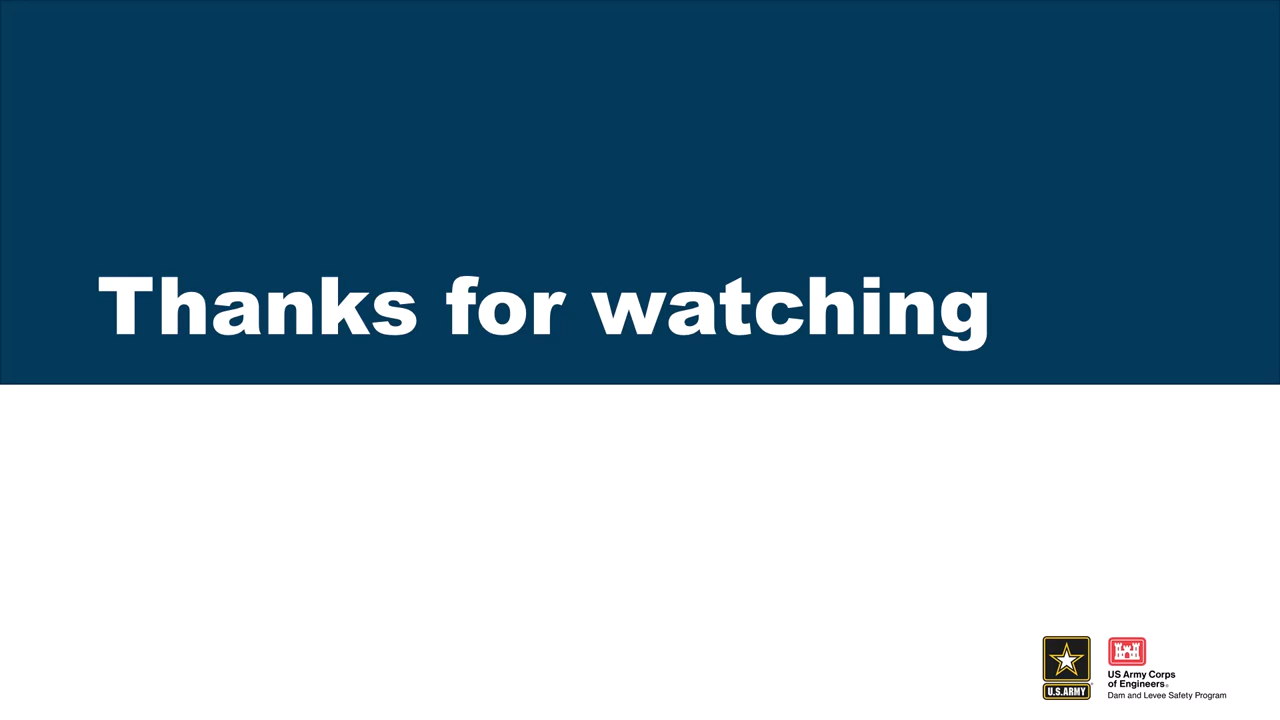 Thanks for watching
U.S.ARMY
US Army Corps
of Engineers®
Dam and Levee Safety Program